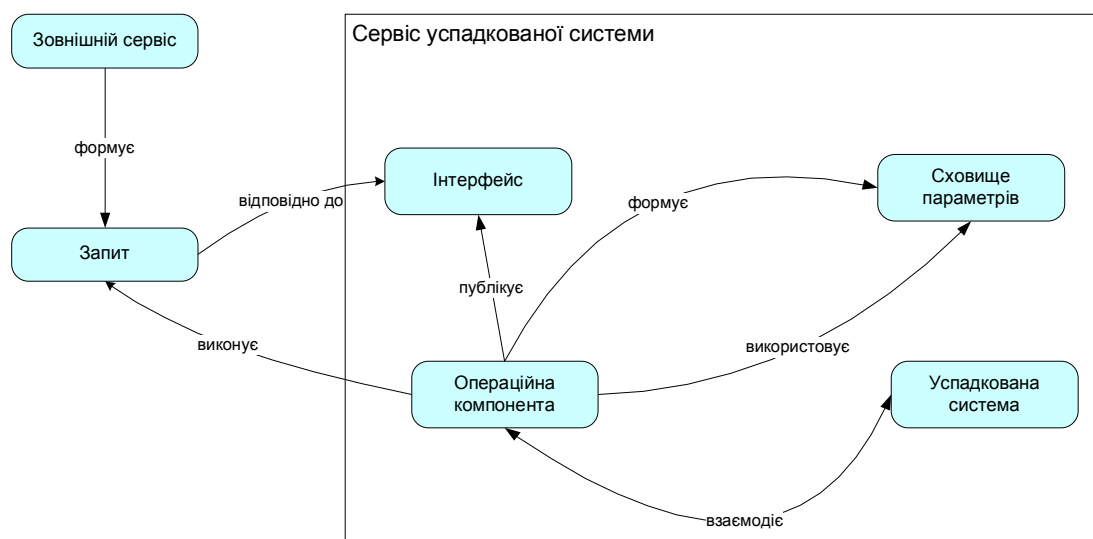 Зовнішній сервіс
Сервіс успадкованої системи
формує
Інтерфейс
Сховище
параметрів
відповідно до
формує
Запит
публікує
виконує
використовує
Операційна
компонента
Успадкована
система
взаємодіє